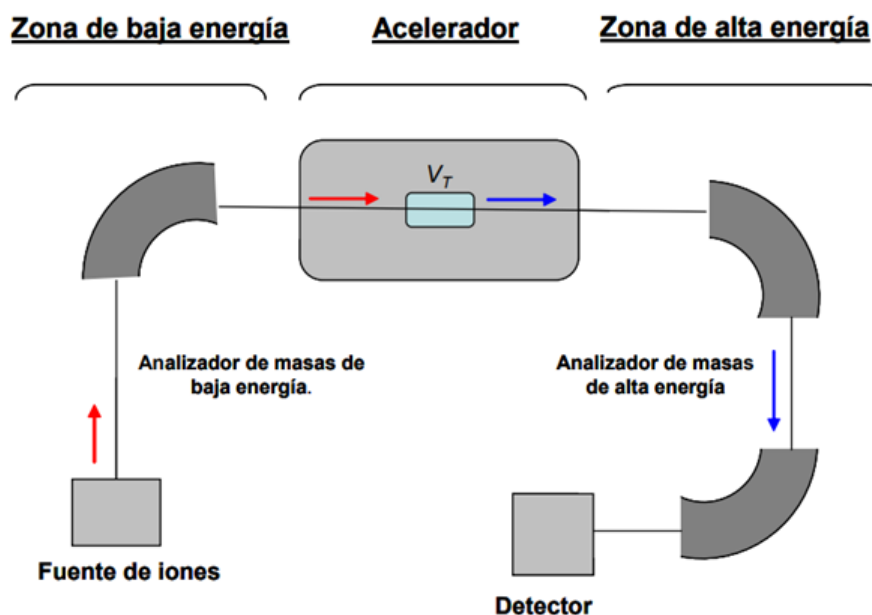 Zona de baja energía
Acelerador
Zona de alta energía
V_T
Analizador de masas de
baja energía.
Analizador de masas
de alta energía
Fuente de iones
Detector